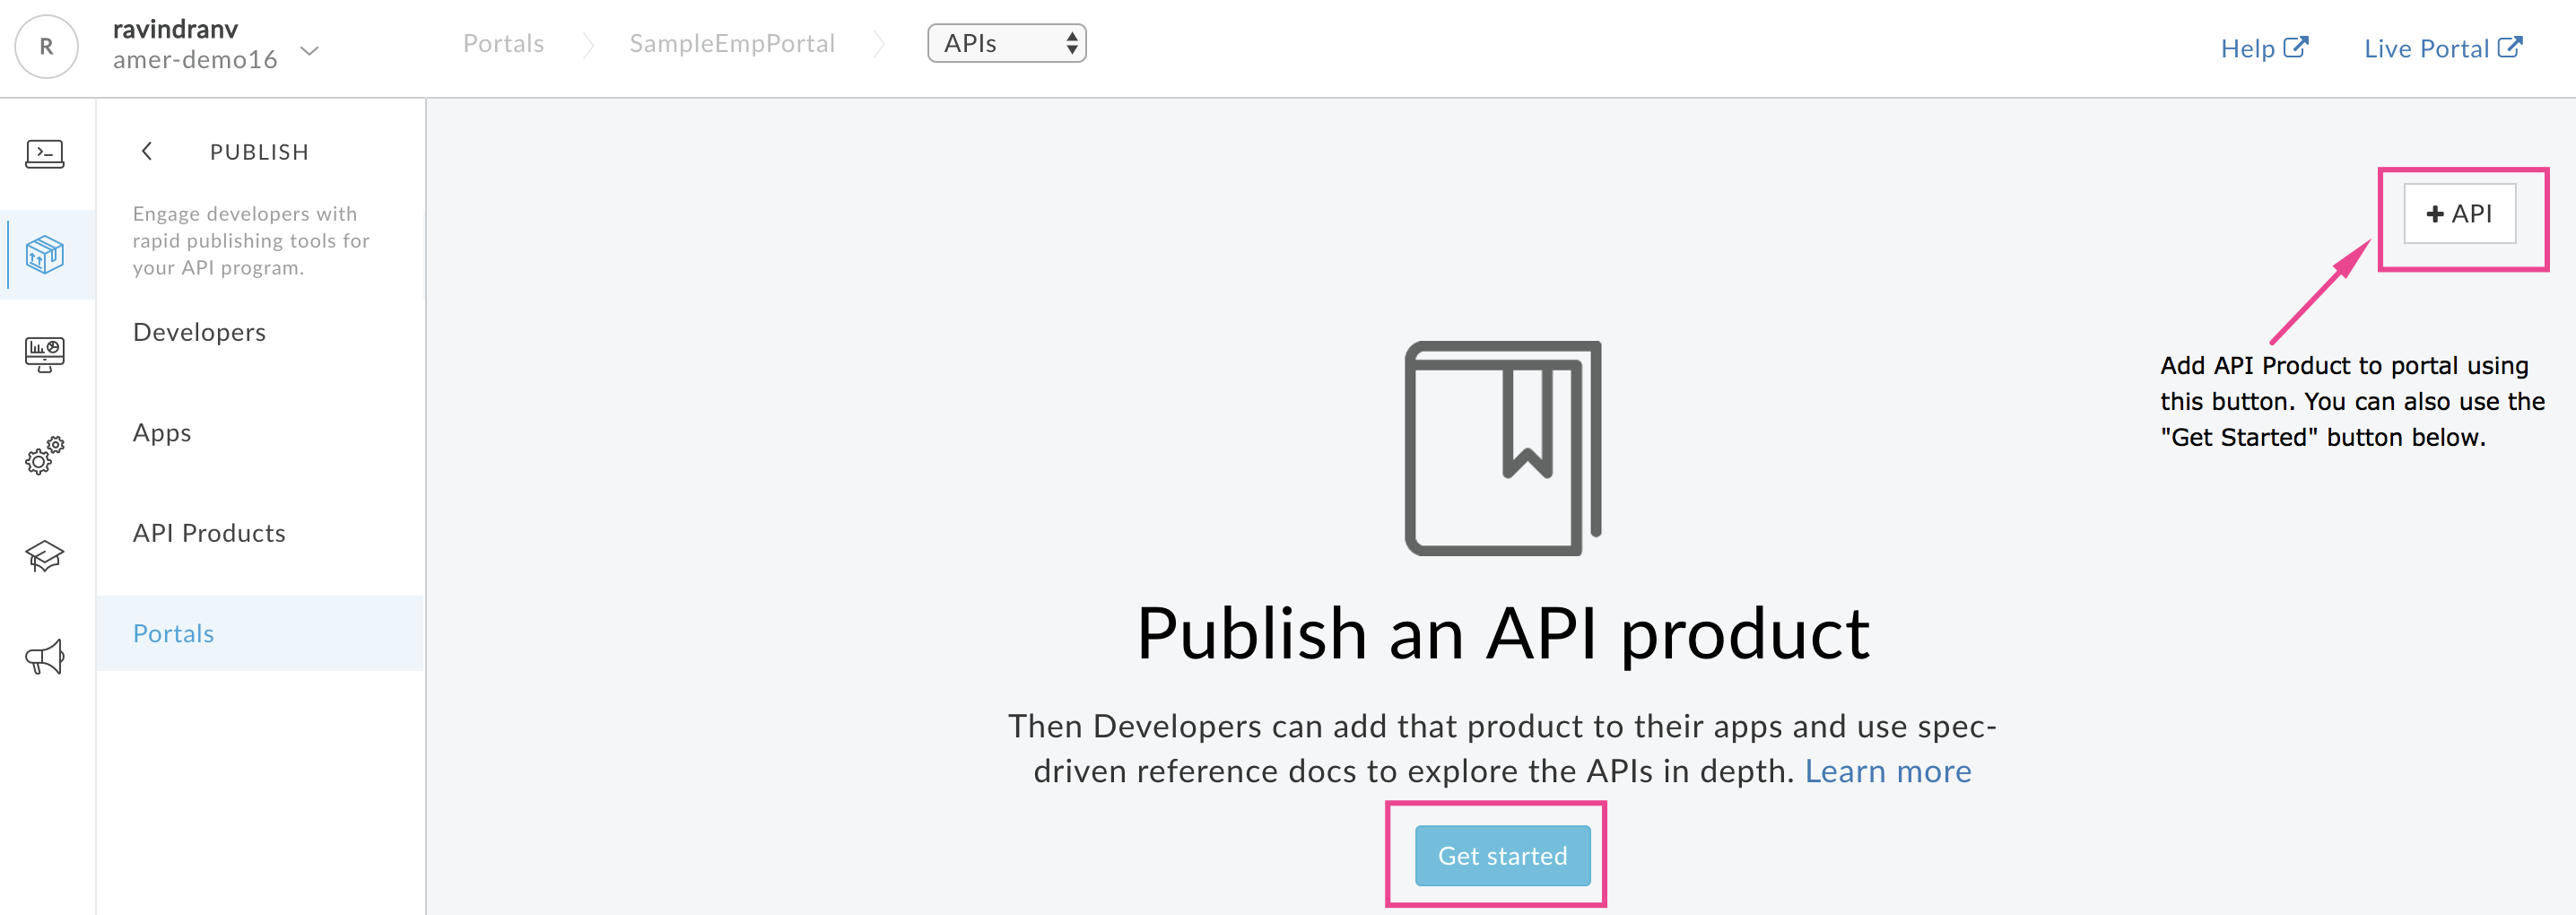 R
ravindranv
amer-demo16
Portals
SampleEmpPortal
APIs
Help
Live Portal
PUBLISH
Engage developers with
rapid publishing tools for
your API program.
Developers
Apps
API Products
Portals
+ API
Add API Product to portal using
this button. You can also use the
"Get Started" button below.
Publish an API product
Then Developers can add that product to their apps and use spec-
driven reference docs to explore the APIs in depth. Learn more
Get started